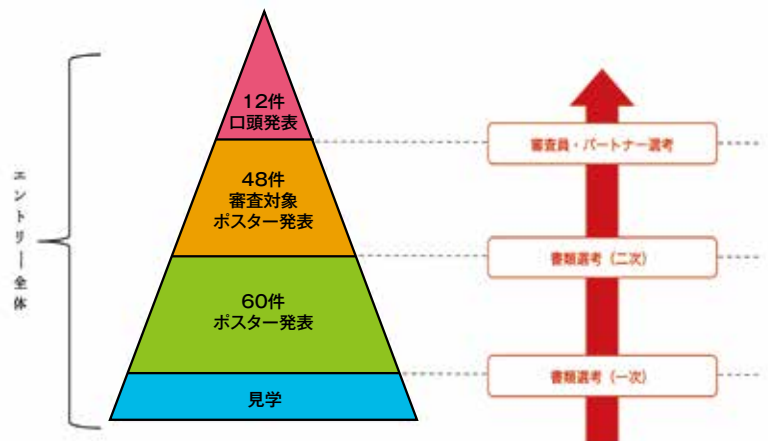 エントリー全体
12件
口頭発表
48件
審査対象
ポスター発表
60件
ポスター発表
見学
審査員・パートナー選考
書類選考（二次）
書類選考（一次）